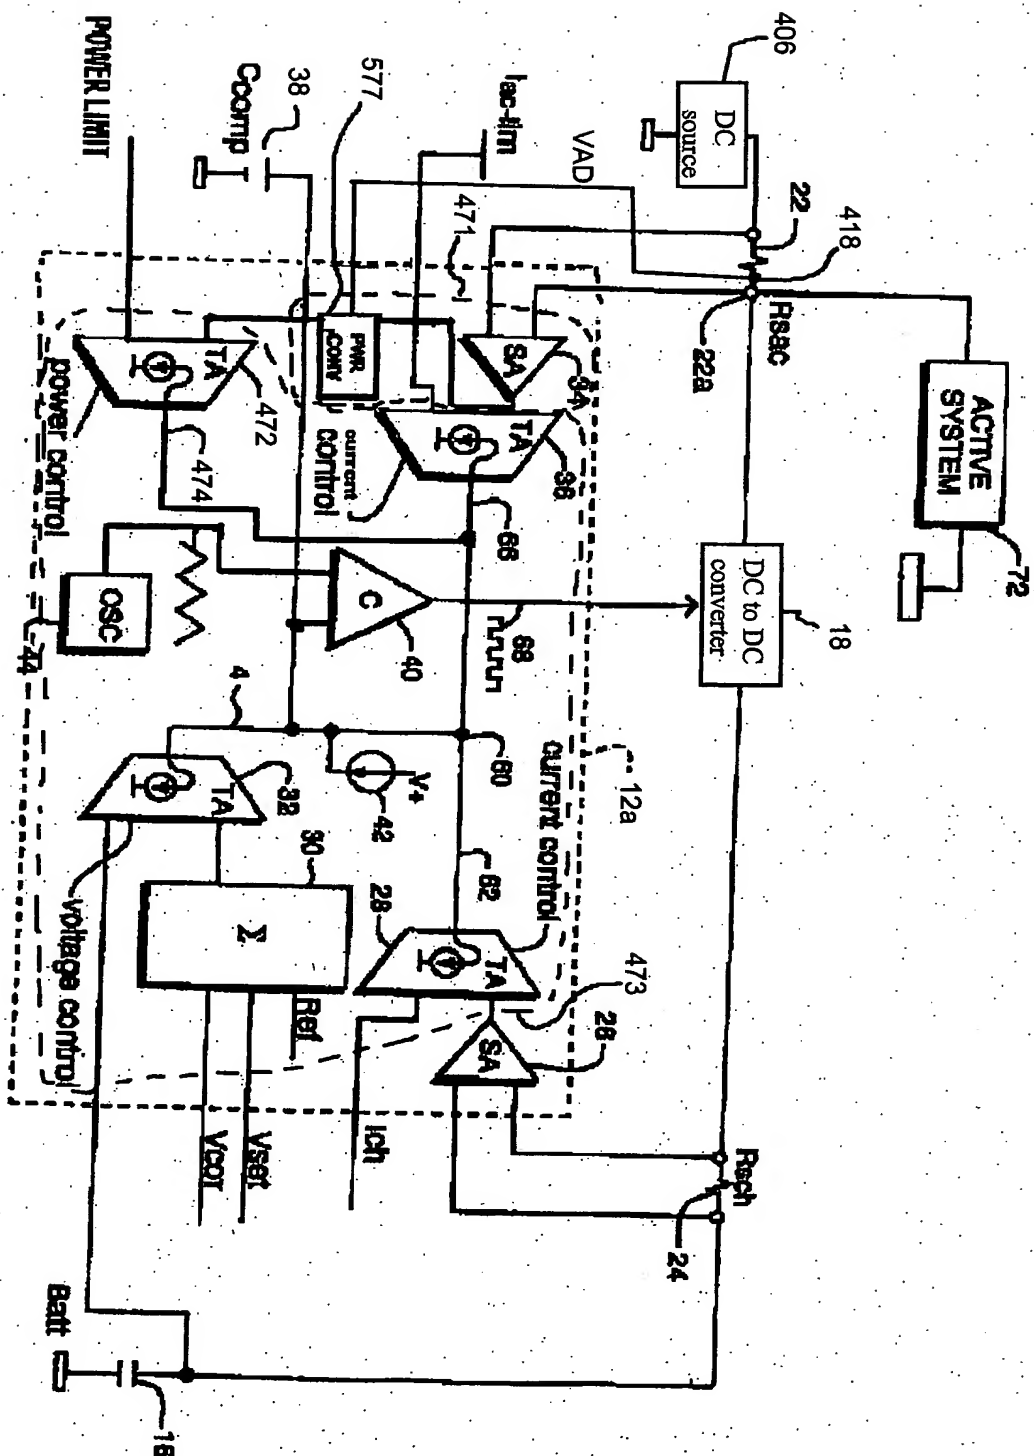 406
DC
source
22
418
Rsac
22a
ACTIVE
SYSTEM
72
DC to DC
converter
18
Rsch
24
VAD
Iac-lim
577
38
Ccomp
POWER LIMIT
471
SA
34
TA
36
current
control
PWR
CONV
TA
472
474
power control
66
C
40
68
OSC
44
4
60
V+
42
12a
current control
62
TA
28
473
SA
26
TA
32
30
Σ
voltage control
Ref
Ich
Vset
Vcor
Batt
16